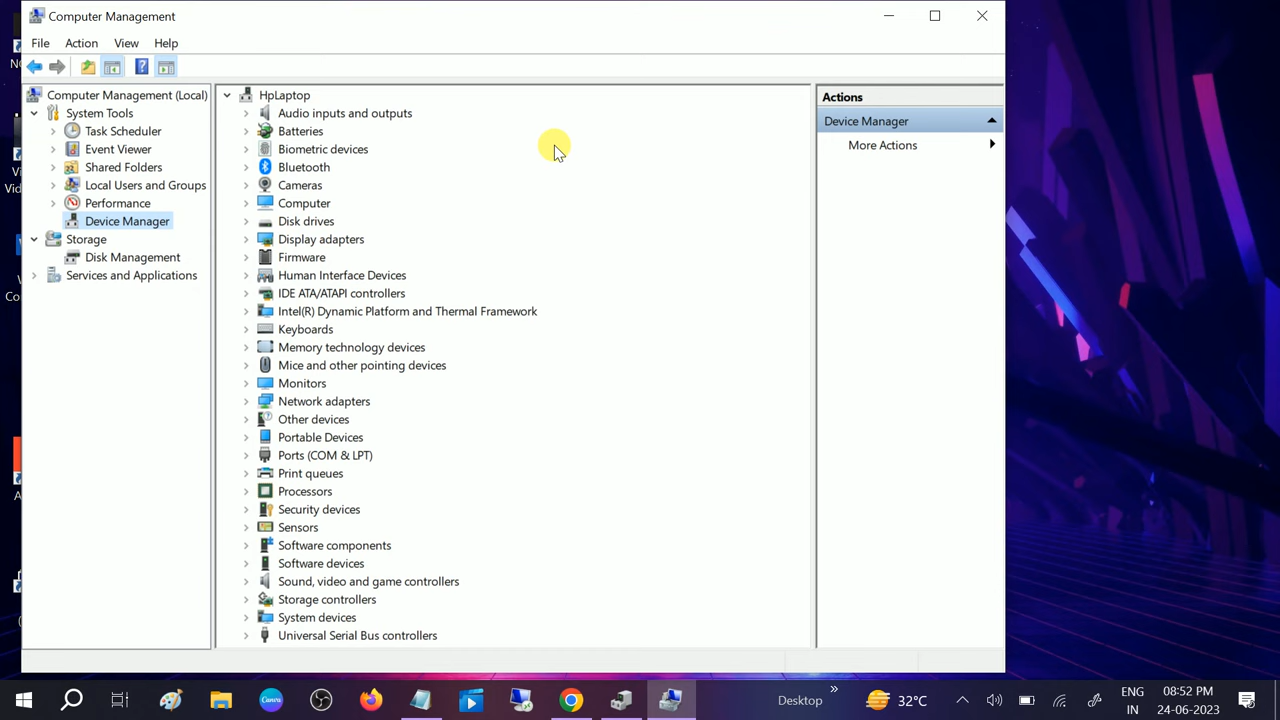 Computer Management
File Action View Help
Computer Management (Local)
System Tools
Task Scheduler
Event Viewer
Shared Folders
Local Users and Groups
Performance
Device Manager
Storage
Disk Management
Services and Applications
HpLaptop
Audio inputs and outputs
Batteries
Biometric devices
Bluetooth
Cameras
Computer
Disk drives
Display adapters
Firmware
Human Interface Devices
IDE ATA/ATAPI controllers
Intel(R) Dynamic Platform and Thermal Framework
Keyboards
Memory technology devices
Mice and other pointing devices
Monitors
Network adapters
Other devices
Portable Devices
Ports (COM & LPT)
Print queues
Processors
Security devices
Sensors
Software components
Software devices
Sound, video and game controllers
Storage controllers
System devices
Universal Serial Bus controllers
Actions
Device Manager
More Actions
Canva
Desktop
32°C
ENG
IN
08:52 PM
24-06-2023